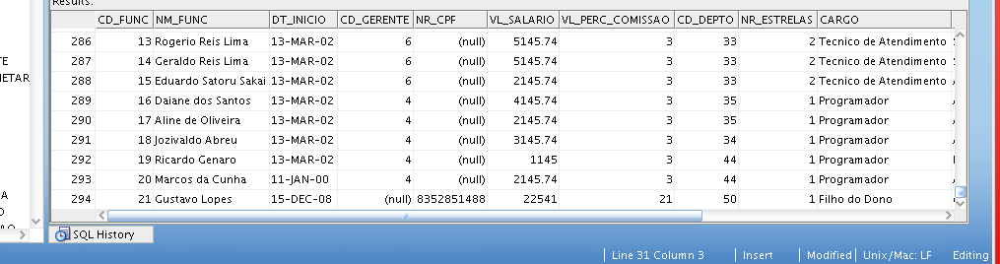 Results:
CD_FUNC NM_FUNC DT_INICIO CD_GERENTE NR_CPF VL_SALARIO VL_PERC_COMISSAO CD_DEPTO NR_ESTRELAS CARGO
286 13 Rogerio Reis Lima 13-MAR-02 6 (null) 5145.74 3 33 2 Tecnico de Atendimento
287 14 Geraldo Reis Lima 13-MAR-02 6 (null) 5145.74 3 33 2 Tecnico de Atendimento
288 15 Eduardo Satoru Sakai 13-MAR-02 6 (null) 2145.74 3 33 2 Tecnico de Atendimento
289 16 Daiane dos Santos 13-MAR-02 4 (null) 4145.74 3 35 1 Programador
290 17 Aline de Oliveira 13-MAR-02 4 (null) 2145.74 3 35 1 Programador
291 18 Jozivaldo Abreu 13-MAR-02 4 (null) 3145.74 3 34 1 Programador
292 19 Ricardo Genaro 13-MAR-02 4 (null) 1145 3 44 1 Programador
293 20 Marcos da Cunha 11-JAN-00 4 (null) 2145.74 3 44 1 Programador
294 21 Gustavo Lopes 15-DEC-08 (null) 8352851488 22541 21 50 1 Filho do Dono
SQL History
Line 31 Column 3 Insert Modified Unix/Mac: LF Editing